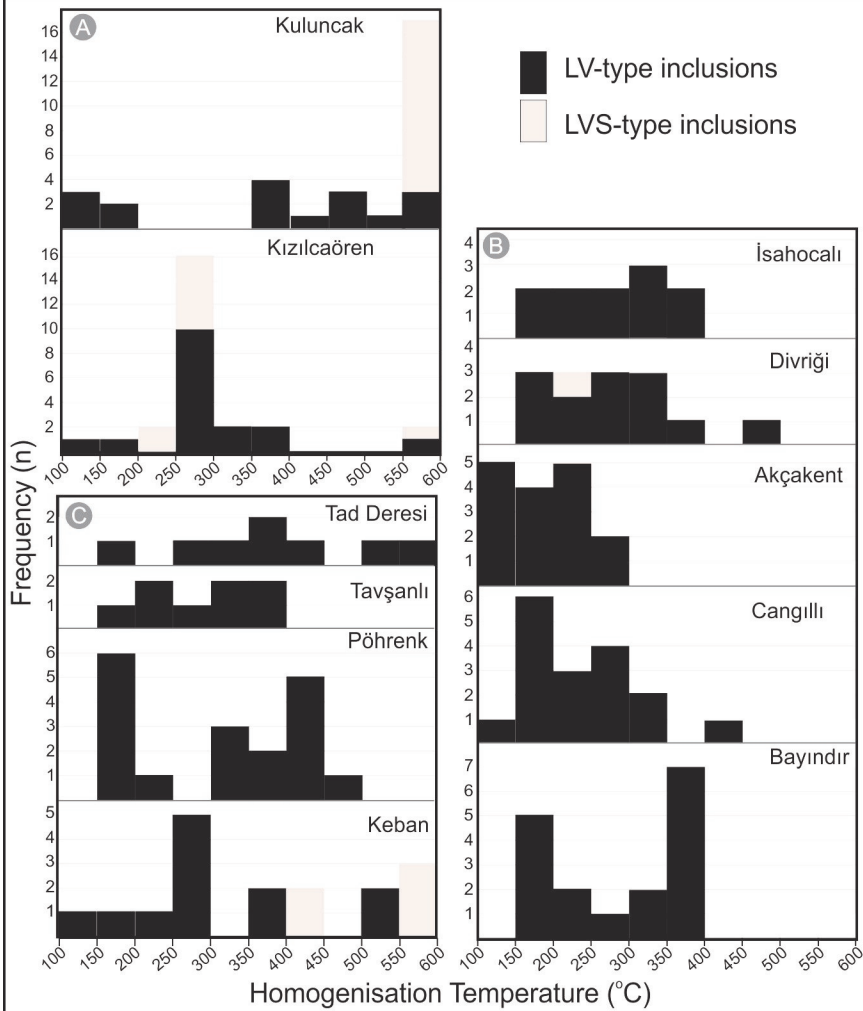 A
Kuluncak
16
14
12
10
8
6
4
2
LV-type inclusions
LVS-type inclusions
Kızılcaören
16
14
12
10
8
6
4
2
100 150 200 250 300 350 400 450 500 550 600
B
İsahocalı
4
3
2
1
Divriği
4
3
2
1
Akçakent
5
4
3
2
1
Cangıllı
6
5
4
3
2
1
Bayındır
7
6
5
4
3
2
1
100 150 200 250 300 350 400 450 500 550 600
C
Tad Deresi
2
1
Tavşanlı
2
1
Pöhrenk
6
5
4
3
2
1
Keban
5
4
3
2
1
100 150 200 250 300 350 400 450 500 550 600
Frequency (n)
Homogenisation Temperature (°C)